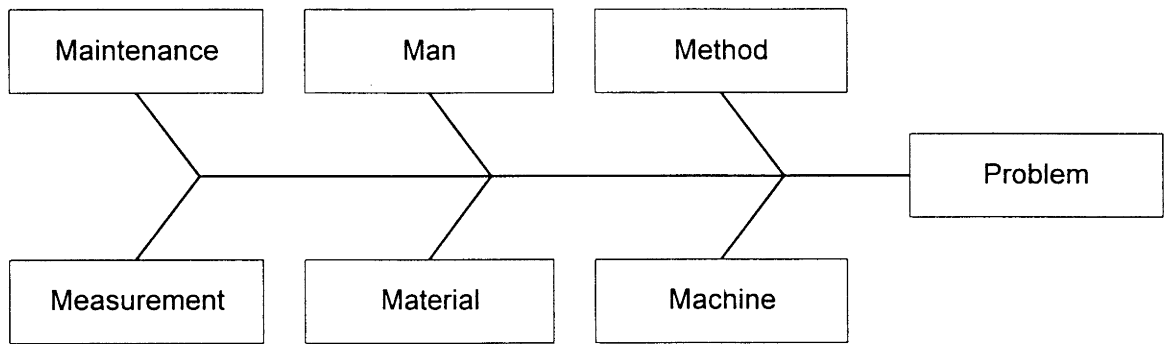 Maintenance
Man
Method
Problem
Measurement
Material
Machine